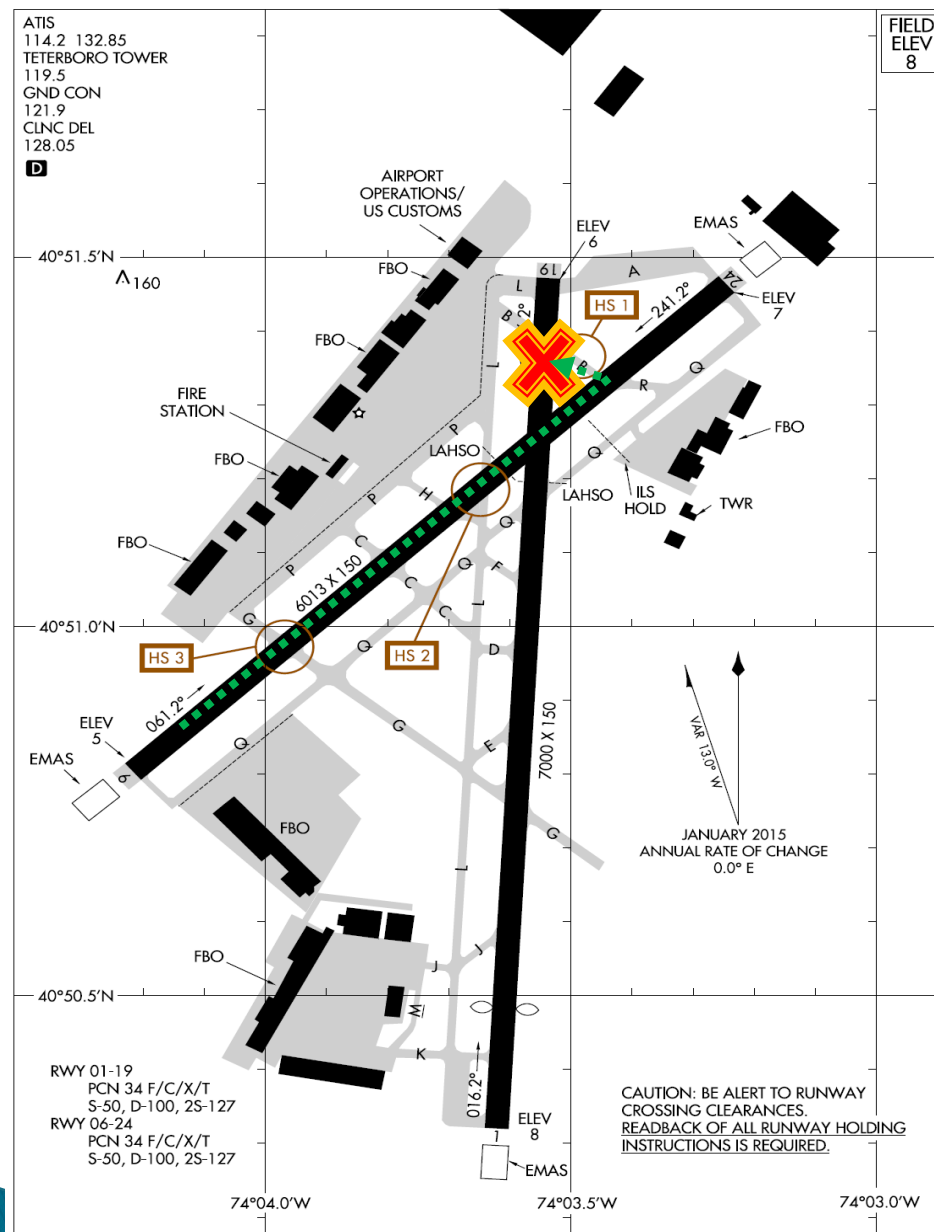 ATIS
114.2 132.85
TETERBORO TOWER
119.5
GND CON
121.9
CLNC DEL
128.05
D
FIELD
ELEV
8
AIRPORT
OPERATIONS/
US CUSTOMS
EMAS
ELEV
6
40°51.5'N
160
FBO
L
19
A
24
HS 1
241.2°
ELEV
7
2°
B
B
FBO
L
R
Q
FIRE
STATION
P
LAHSO
Q
FBO
FBO
H
LAHSO
ILS
HOLD
TWR
P
Q
FBO
C
Q
F
P
6013 X 150
C
L
C
G
40°51.0'N
HS 3
Q
HS 2
D
061.2°
ELEV
5
Q
G
E
7000 X 150
VAR 13.0° W
EMAS
6
JANUARY 2015
ANNUAL RATE OF CHANGE
0.0° E
FBO
G
L
FBO
J
J
40°50.5'N
M
K
RWY 01-19
PCN 34 F/C/X/T
S-50, D-100, 2S-127
RWY 06-24
PCN 34 F/C/X/T
S-50, D-100, 2S-127
016.2°
ELEV
8
1
EMAS
CAUTION: BE ALERT TO RUNWAY
CROSSING CLEARANCES.
READBACK OF ALL RUNWAY HOLDING
INSTRUCTIONS IS REQUIRED.
74°04.0'W
74°03.5'W
74°03.0'W